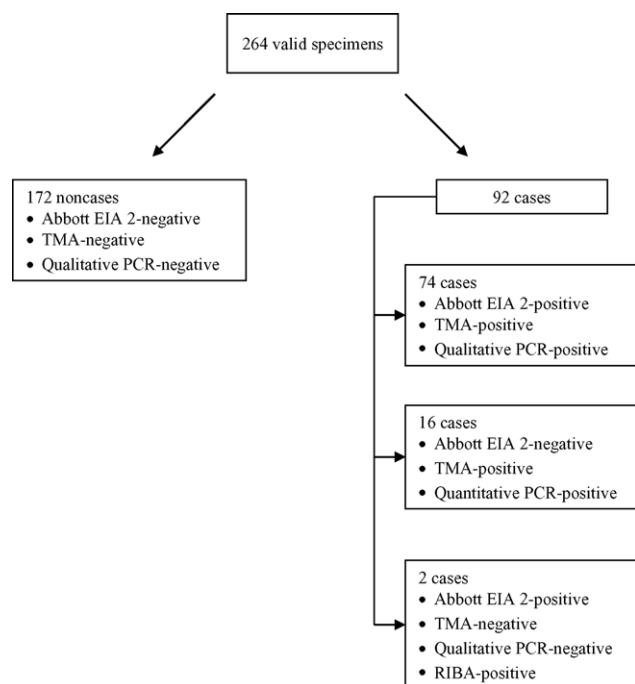 264 valid specimens
172 noncases
• Abbott EIA 2-negative
• TMA-negative
• Qualitative PCR-negative
92 cases
74 cases
• Abbott EIA 2-positive
• TMA-positive
• Qualitative PCR-positive
16 cases
• Abbott EIA 2-negative
• TMA-positive
• Quantitative PCR-positive
2 cases
• Abbott EIA 2-positive
• TMA-negative
• Qualitative PCR-negative
• RIBA-positive